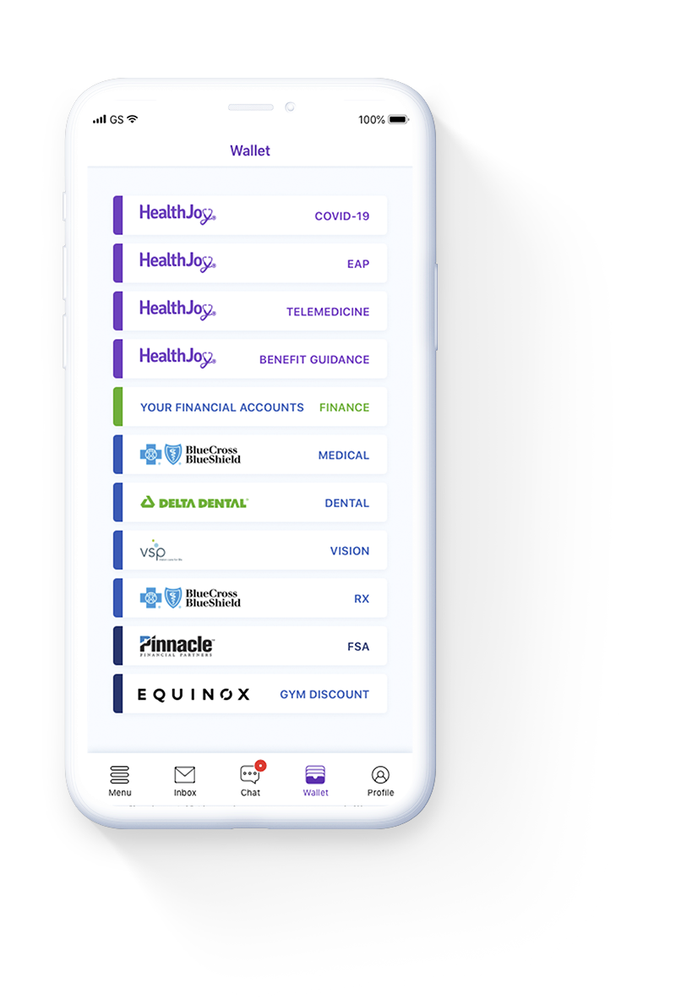 GS 100%
Wallet
HealthJoy® COVID-19
HealthJoy® EAP
HealthJoy® TELEMEDICINE
HealthJoy® BENEFIT GUIDANCE
YOUR FINANCIAL ACCOUNTS FINANCE
BlueCross
BlueShield MEDICAL
DELTA DENTAL DENTAL
vsp VISION
BlueCross
BlueShield RX
Pinnacle FSA
FINANCIAL PARTNERS
EQUINOX GYM DISCOUNT
Menu Inbox Chat Wallet Profile